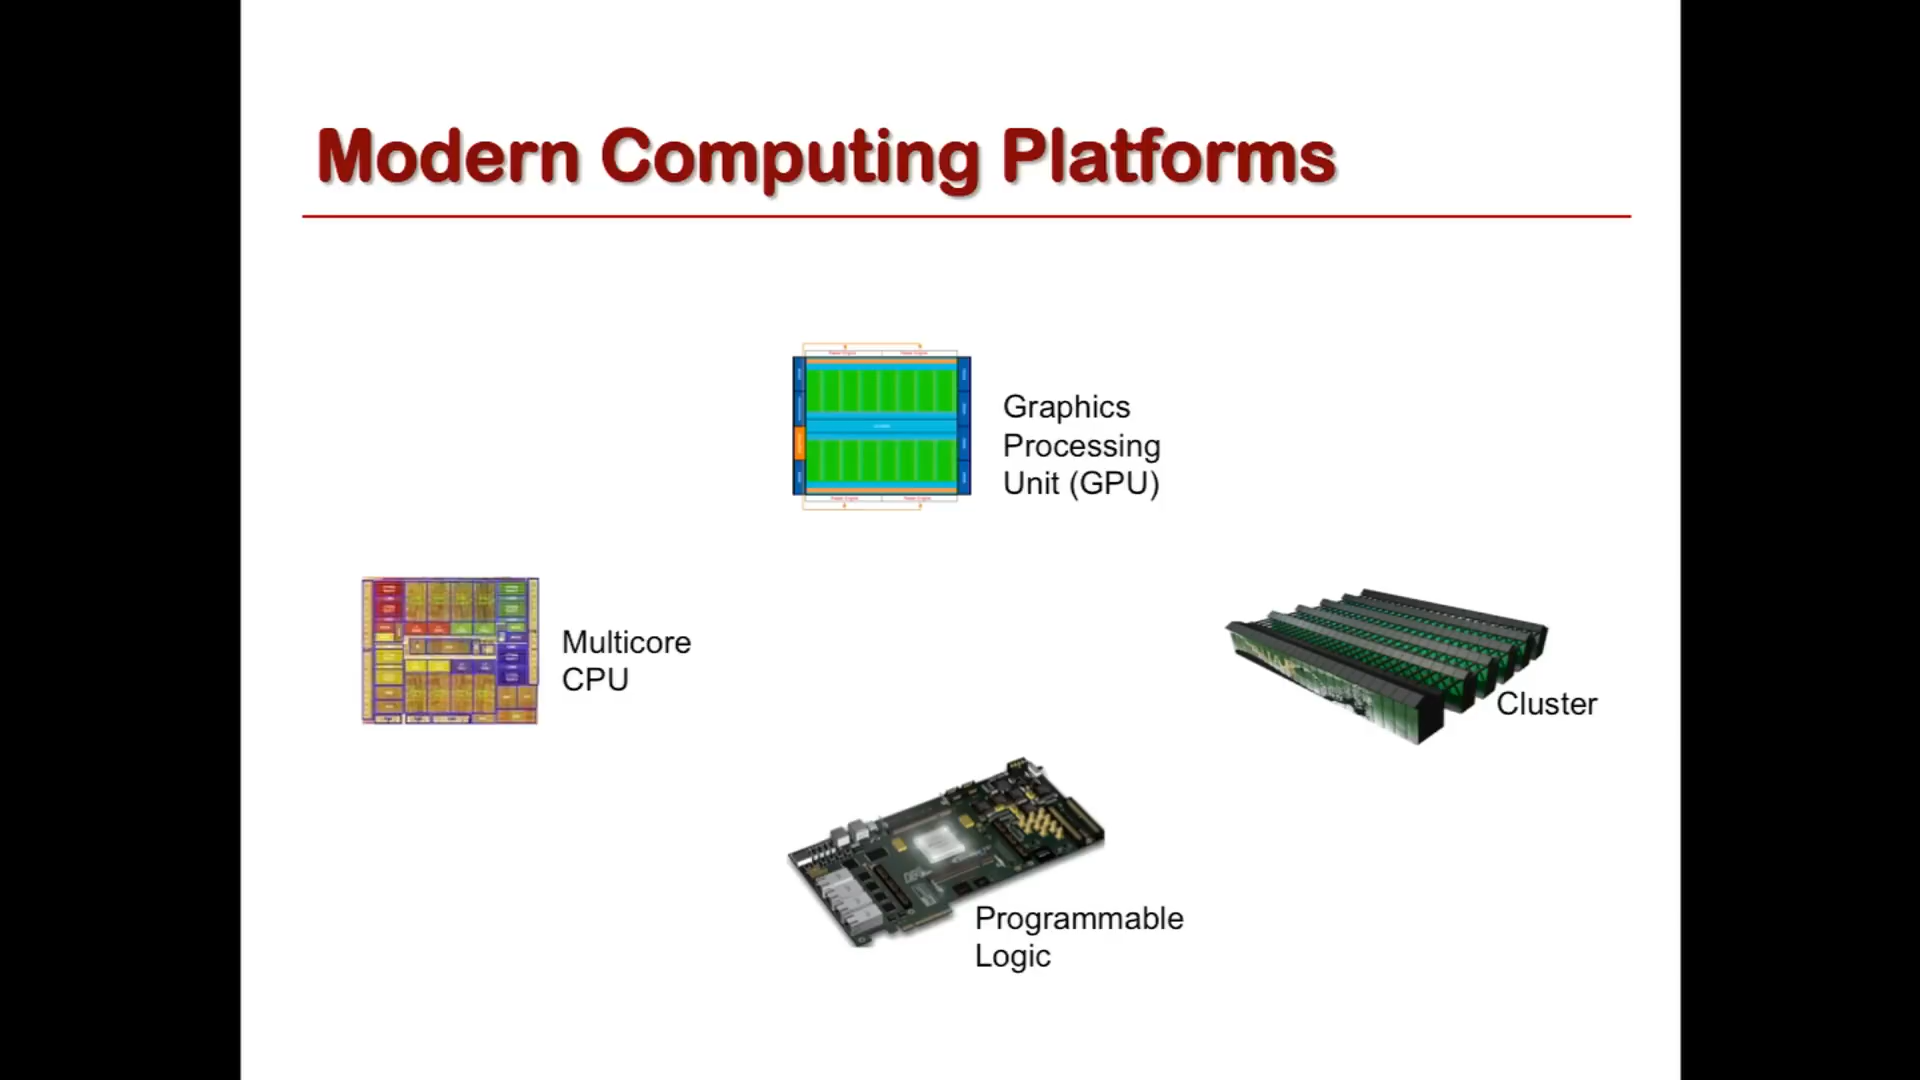 Modern Computing Platforms
Graphics
Processing
Unit (GPU)
Multicore
CPU
Cluster
Programmable
Logic